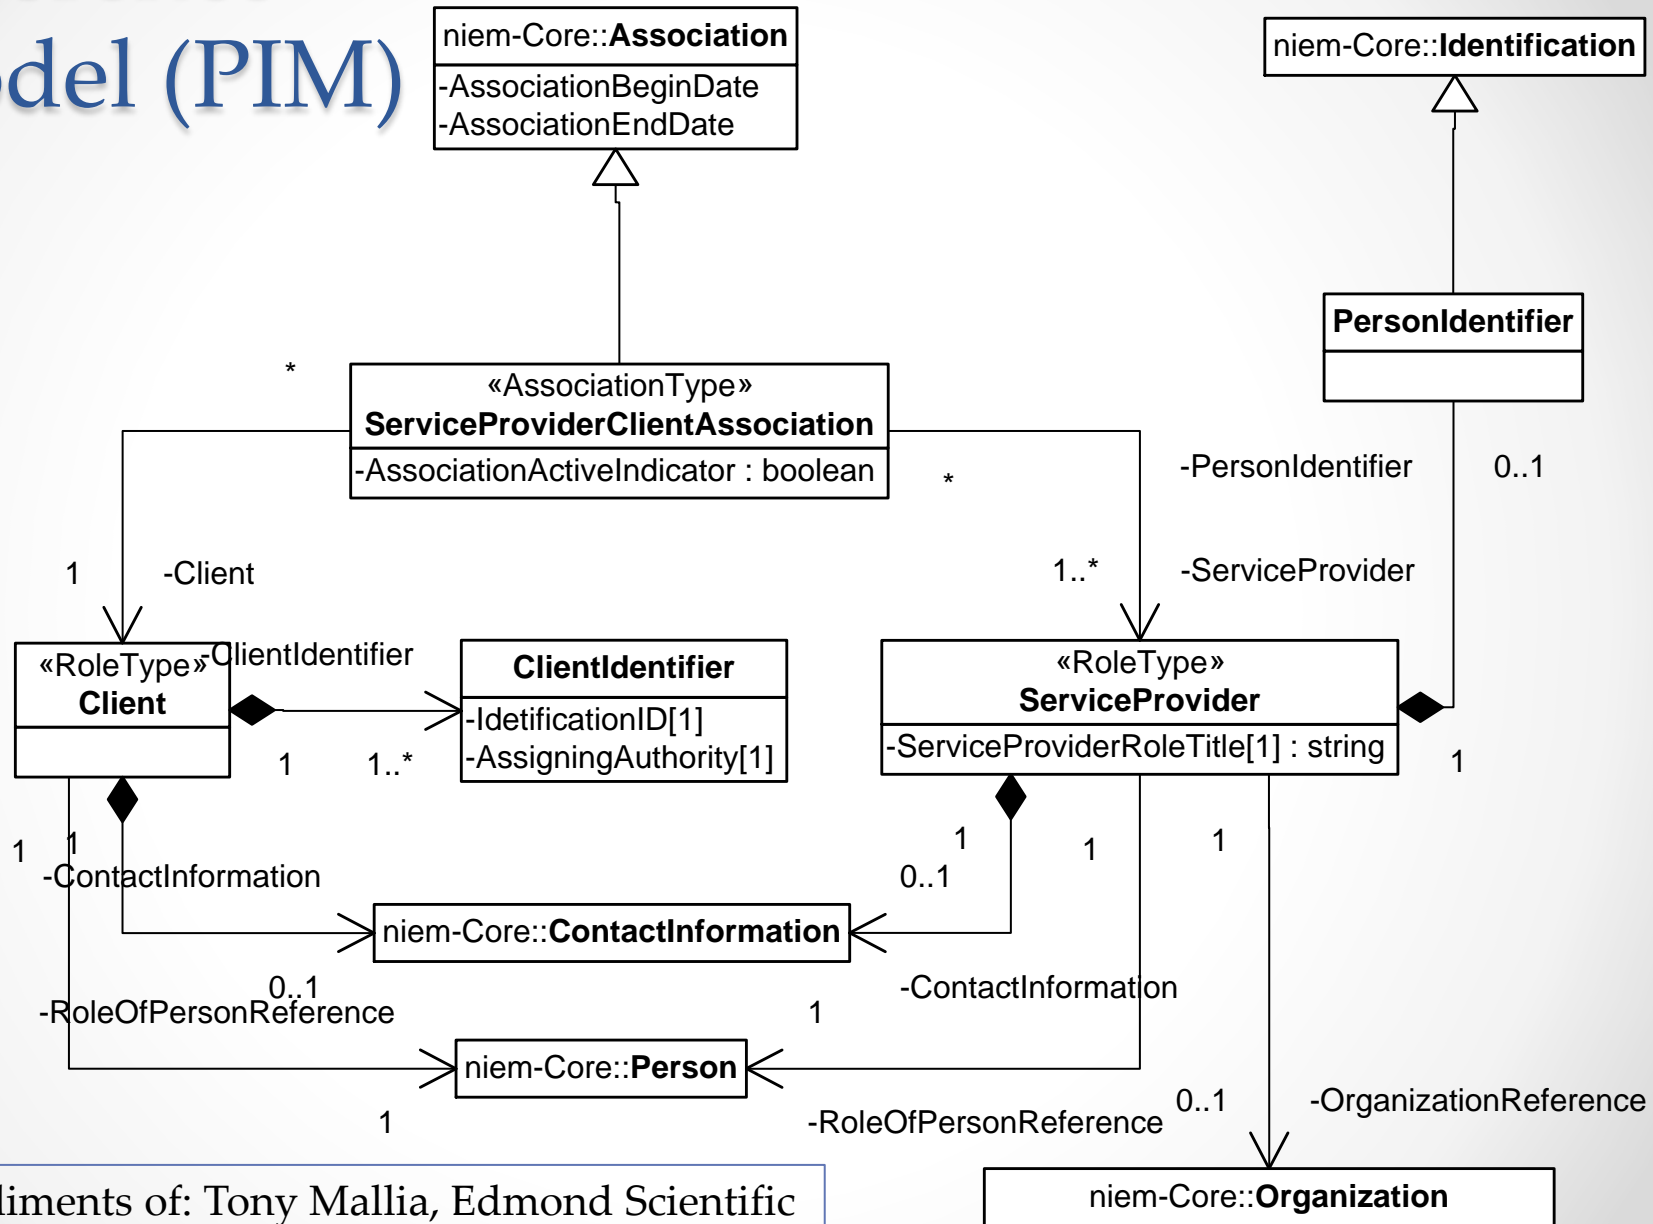 (PIM)
niem-Core::Association
-AssociationBeginDate
-AssociationEndDate
niem-Core::Identification
PersonIdentifier
*
«AssociationType»
ServiceProviderClientAssociation
-AssociationActiveIndicator : boolean
*
-PersonIdentifier
0..1
1
-Client
1..*
-ServiceProvider
«RoleType»
Client
-ClientIdentifier
1
1..*
ClientIdentifier
-IdetificationID[1]
-AssigningAuthority[1]
«RoleType»
ServiceProvider
-ServiceProviderRoleTitle[1] : string
1
1
1
-ContactInformation
1
0..1
1
1
niem-Core::ContactInformation
0..1
-RoleOfPersonReference
-ContactInformation
1
niem-Core::Person
1
-RoleOfPersonReference
0..1
-OrganizationReference
of: Tony Mallia, Edmond Scientific
niem-Core::Organization